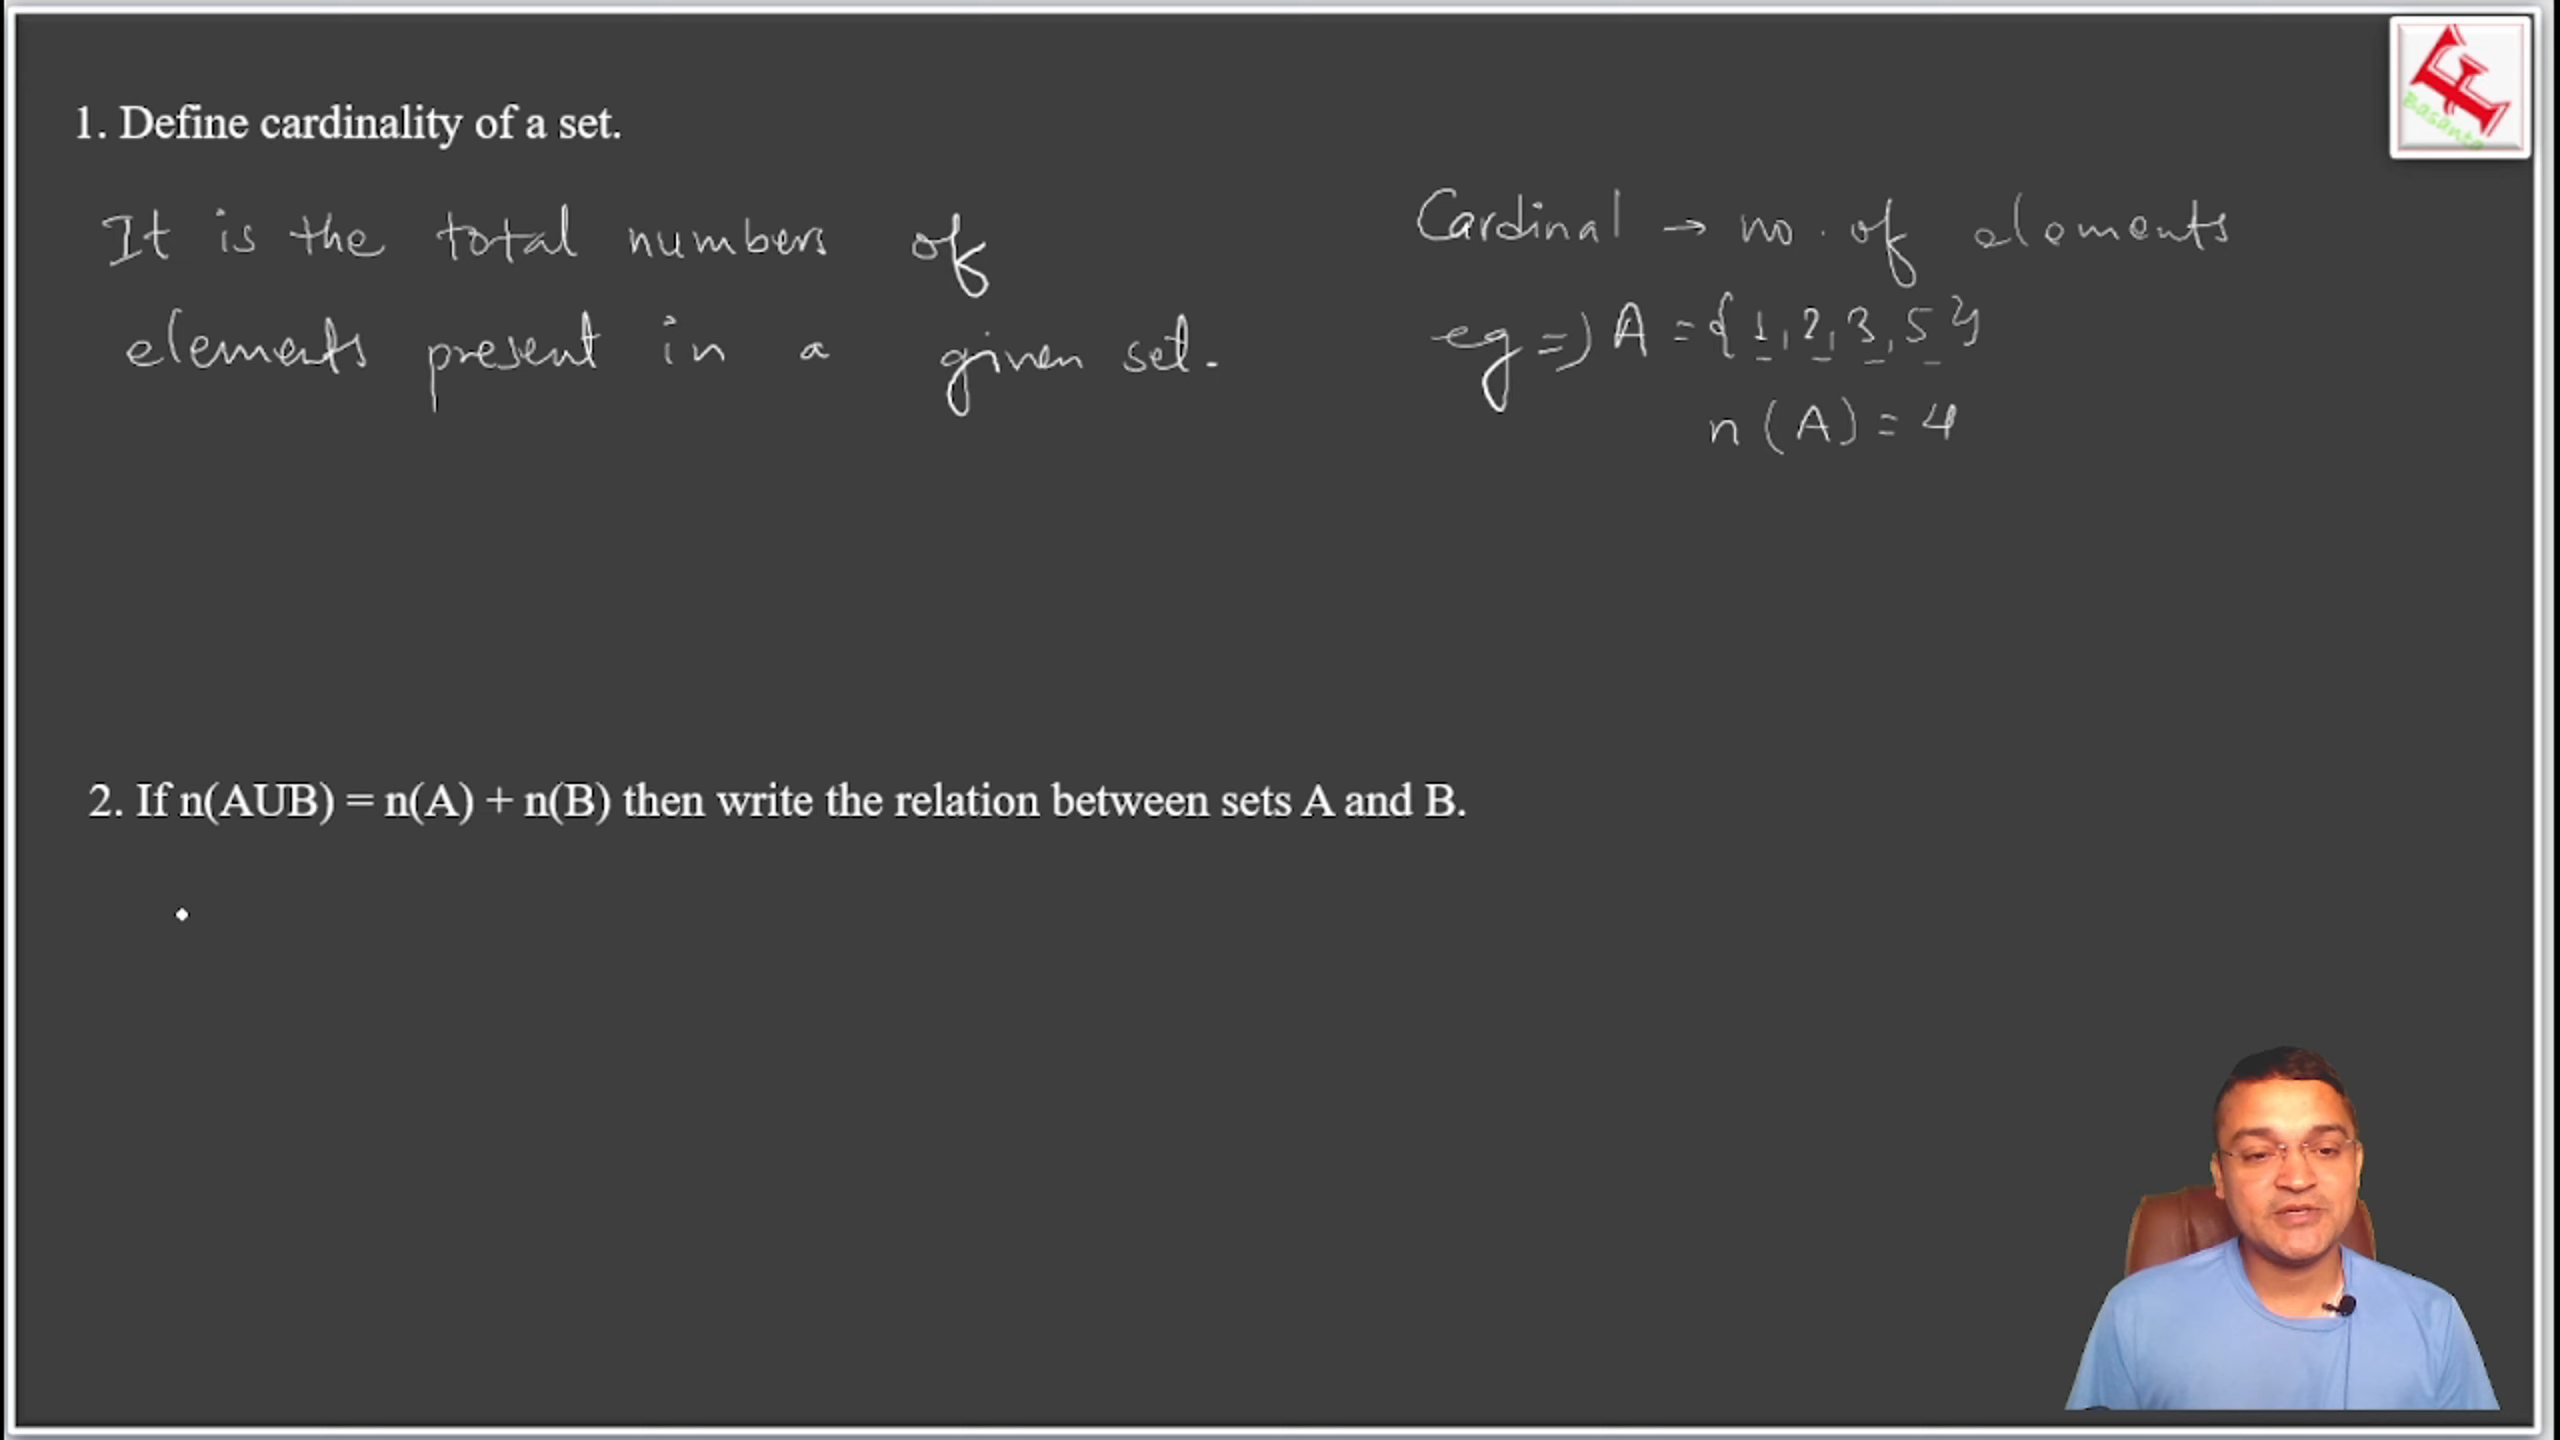 1. Define cardinality of a set.
It is the total numbers of
elements present in a given set.
Cardinal → no. of elements
eg => A = {1, 2, 3, 5}
n(A) = 4
2. If n(AUB) = n(A) + n(B) then write the relation between sets A and B.
Basanta